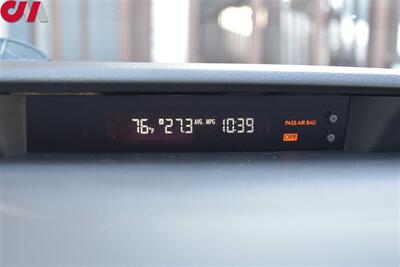 76°F A 27.3 AVG. MPG 10:39
PASS AIR BAG
OFF